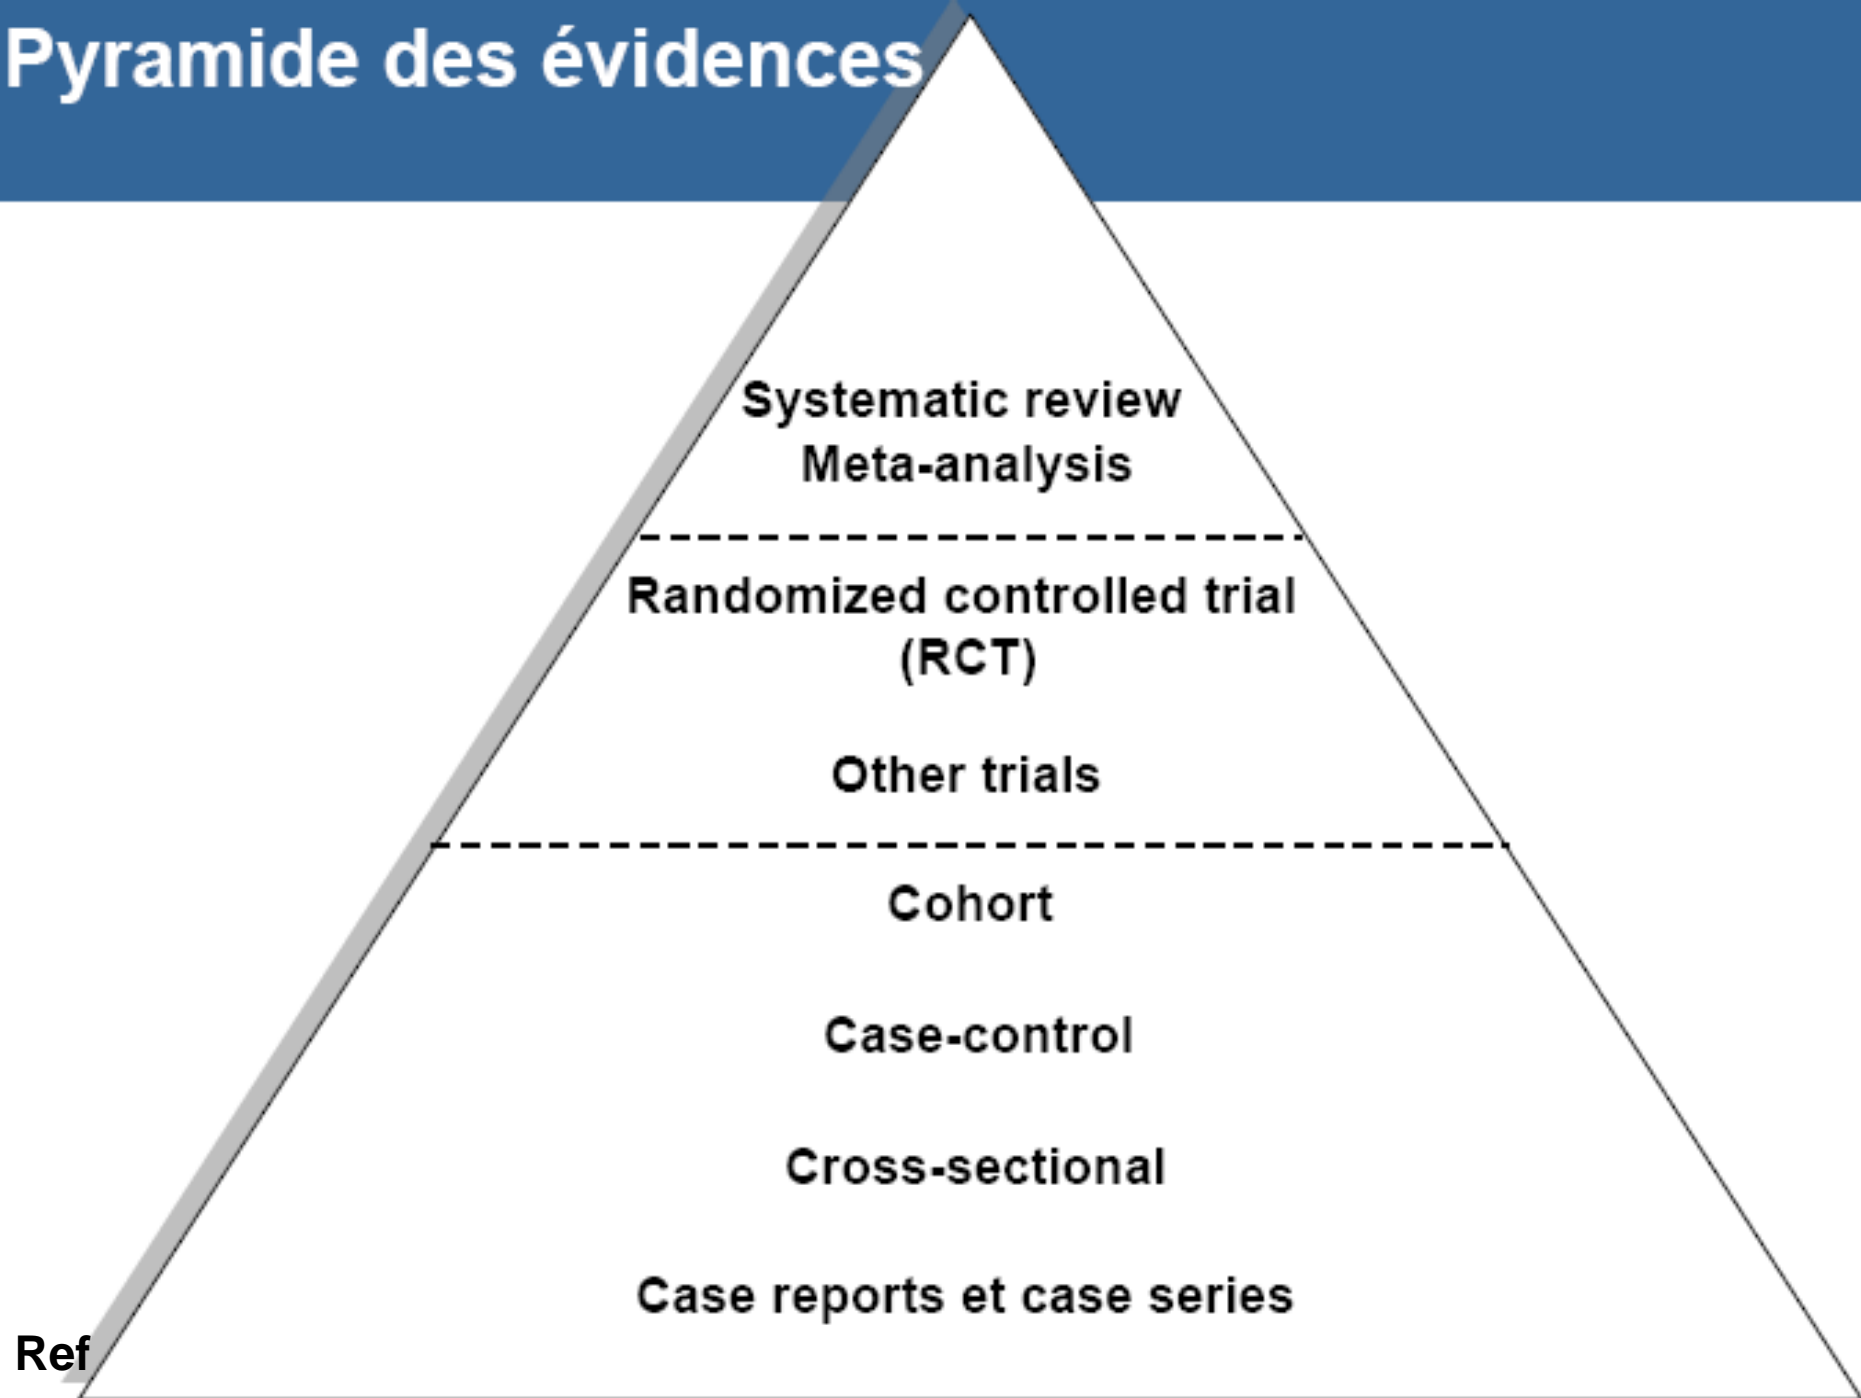 Pyramide des évidences
Systematic review
Meta-analysis
Randomized controlled trial
(RCT)
Other trials
Cohort
Case-control
Cross-sectional
Case reports et case series
Ref